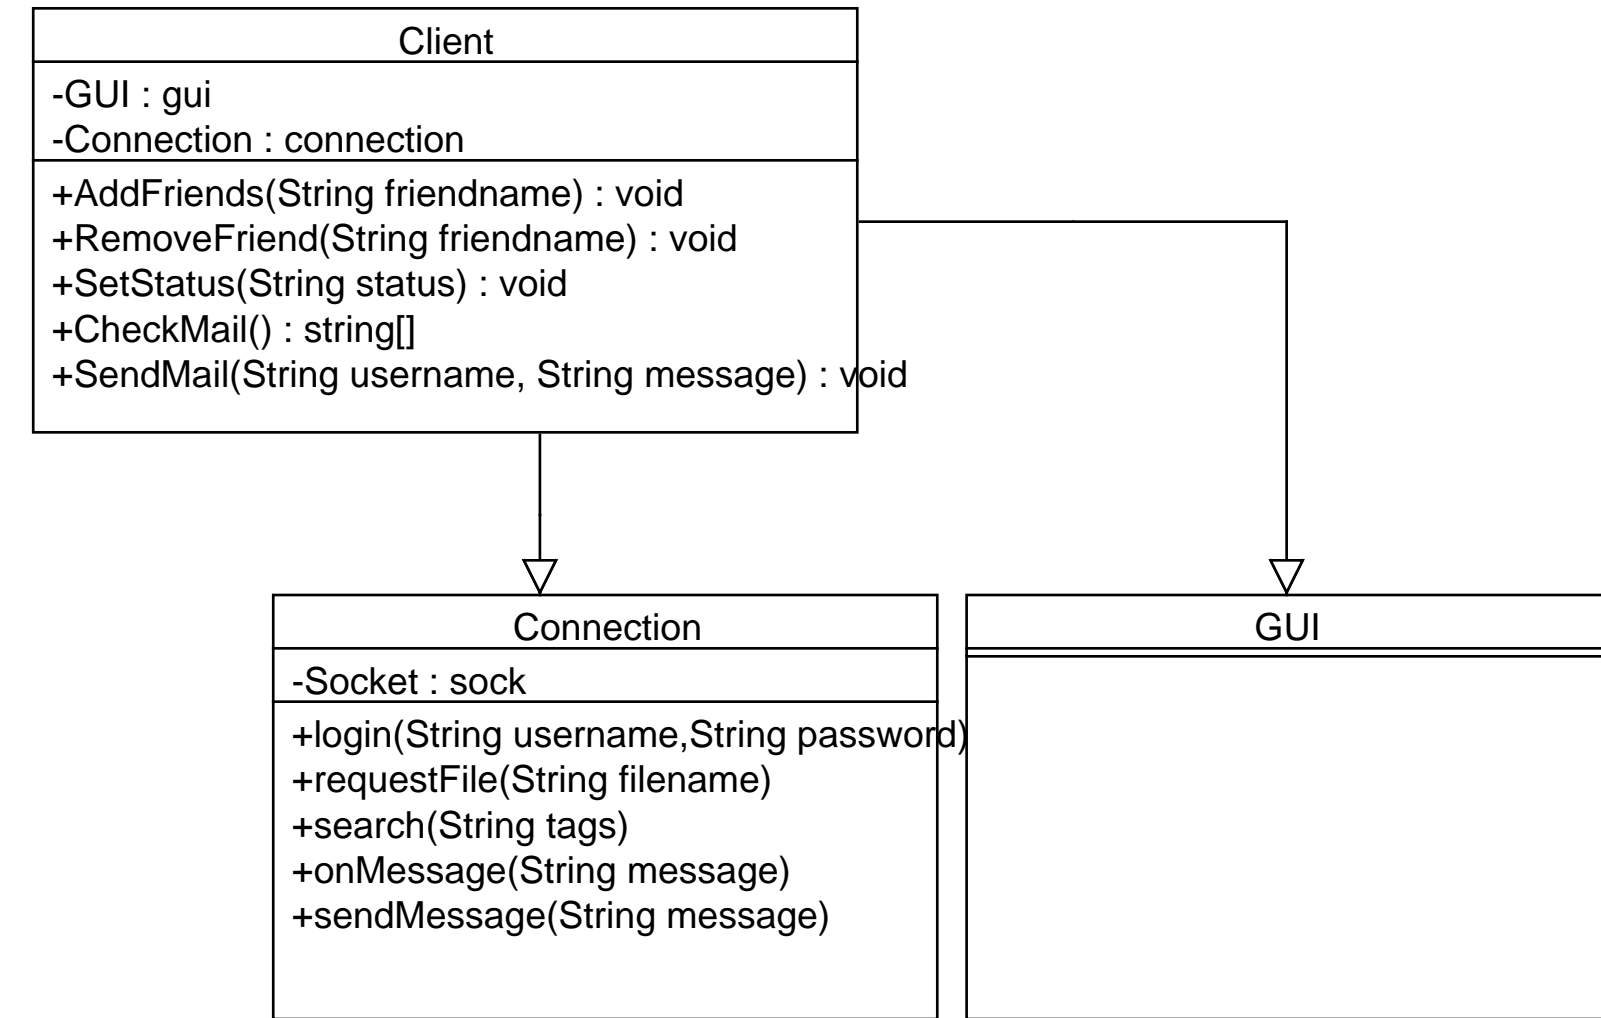 Client
-GUI : gui
-Connection : connection
+AddFriends(String friendname) : void
+RemoveFriend(String friendname) : void
+SetStatus(String status) : void
+CheckMail() : string[]
+SendMail(String username, String message) : void
Connection
-Socket : sock
+login(String username,String password)
+requestFile(String filename)
+search(String tags)
+onMessage(String message)
+sendMessage(String message)
GUI